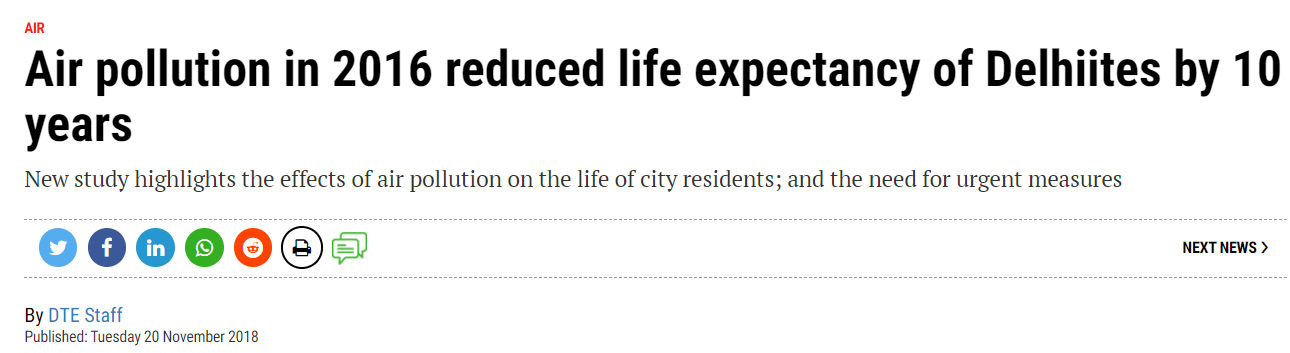 AIR
Air pollution in 2016 reduced life expectancy of Delhiites by 10
years
New study highlights the effects of air pollution on the life of city residents; and the need for urgent measures
NEXT NEWS
By DTE Staff
Published: Tuesday 20 November 2018